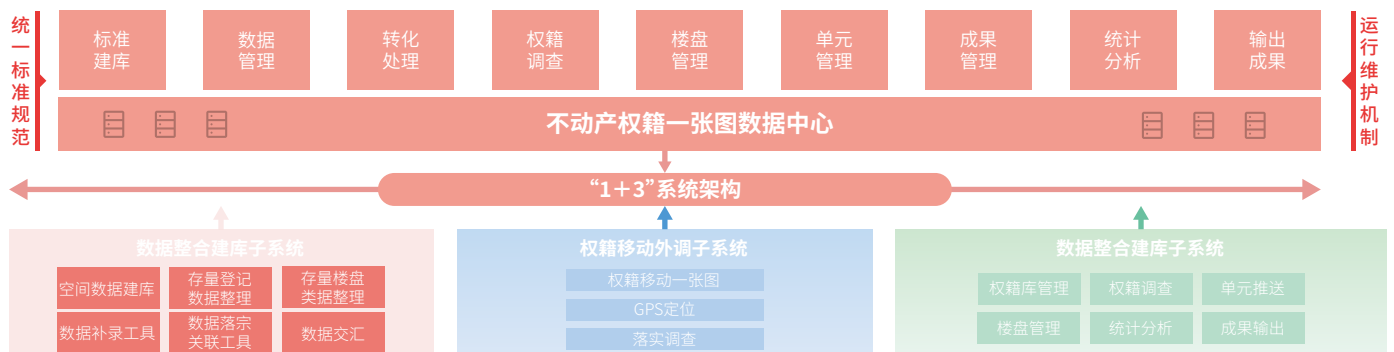 统一标准规范
标准
建库
数据
管理
转化
处理
权籍
调查
楼盘
管理
单元
管理
成果
管理
统计
分析
输出
成果
运行维护机制
不动产权籍一张图数据中心
“1＋3”系统架构
数据整合建库子系统
空间数据建库
存量登记
数据整理
存量楼盘
类据整理
数据补录工具
数据落宗
关联工具
数据交汇
权籍移动外调子系统
权籍移动一张图
GPS定位
落实调查
数据整合建库子系统
权籍库管理
权籍调查
单元推送
楼盘管理
统计分析
成果输出